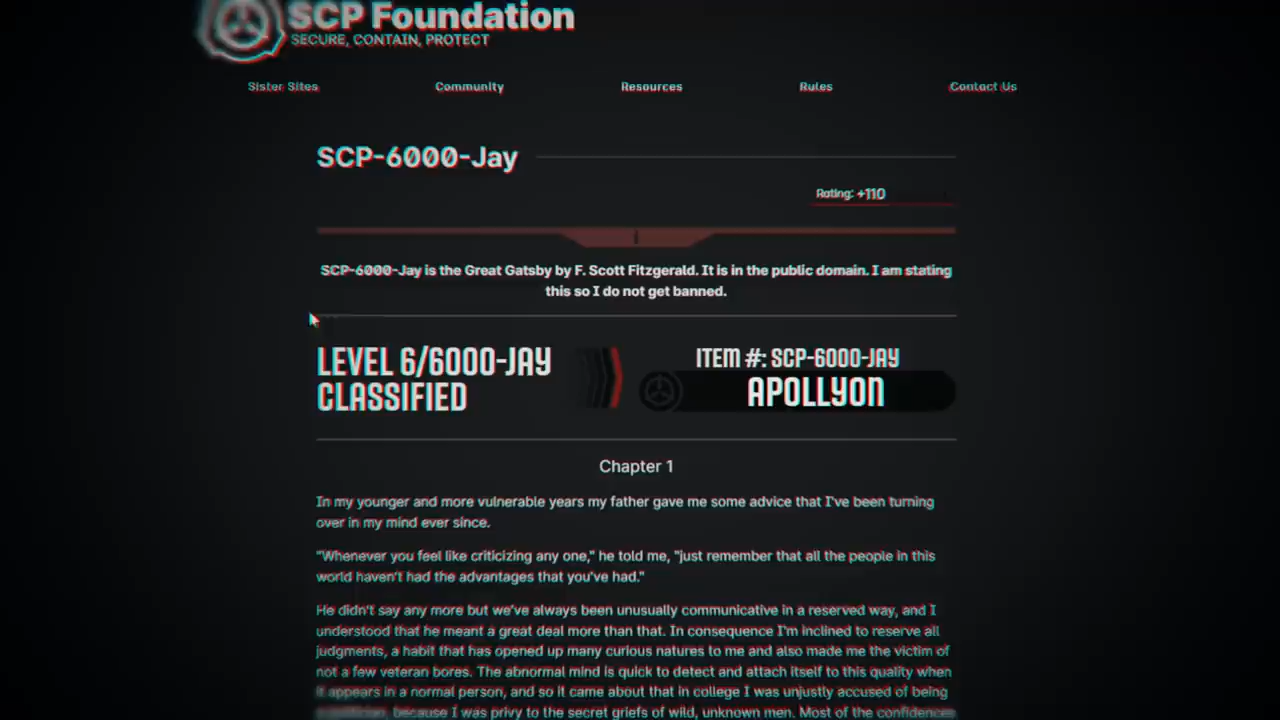 SCP Foundation
SECURE, CONTAIN, PROTECT
Sister Sites Community Resources Rules Contact Us
SCP-6000-Jay
Rating: +110
SCP-6000-Jay is the Great Gatsby by F. Scott Fitzgerald. It is in the public domain. I am stating
this so I do not get banned.
LEVEL 6/6000-JAY
CLASSIFIED
ITEM #: SCP-6000-JAY
APOLLYON
Chapter 1
In my younger and more vulnerable years my father gave me some advice that I've been turning
over in my mind ever since.
"Whenever you feel like criticizing any one," he told me, "just remember that all the people in this
world haven't had the advantages that you've had."
He didn't say any more but we've always been unusually communicative in a reserved way, and I
understood that he meant a great deal more than that. In consequence I'm inclined to reserve all
judgments, a habit that has opened up many curious natures to me and also made me the victim of
not a few veteran bores. The abnormal mind is quick to detect and attach itself to this quality when
it appears in a normal person, and so it came about that in college I was unjustly accused of being
because I was privy to the secret griefs of wild, unknown men. Most of the confidences